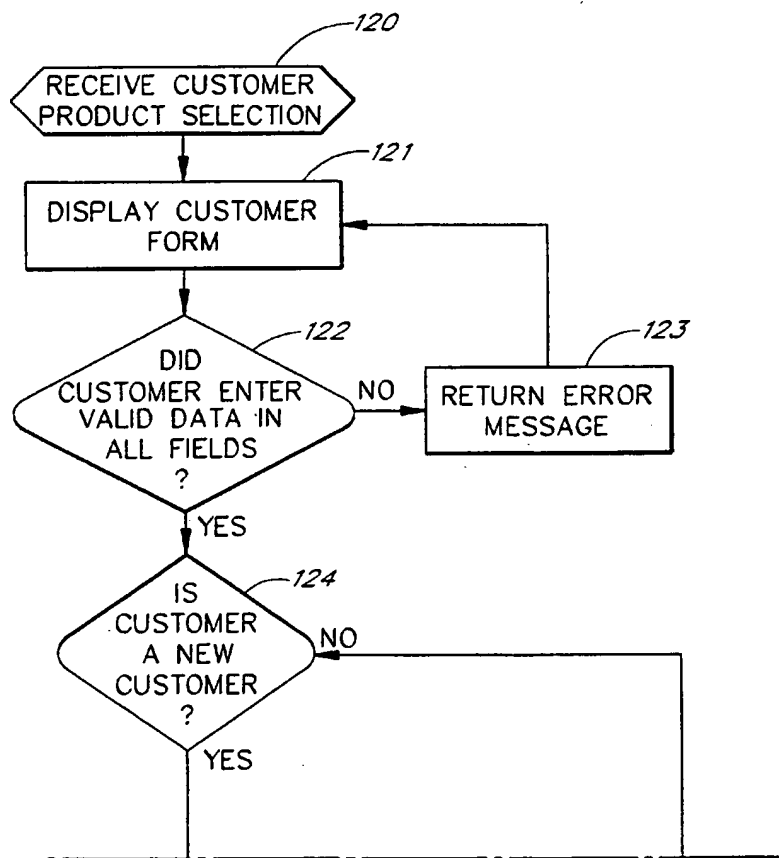 120
RECEIVE CUSTOMER
PRODUCT SELECTION
121
DISPLAY CUSTOMER
FORM
122
DID
CUSTOMER ENTER
VALID DATA IN
ALL FIELDS
?
NO
123
RETURN ERROR
MESSAGE
YES
124
IS
CUSTOMER
A NEW
CUSTOMER
?
NO
YES